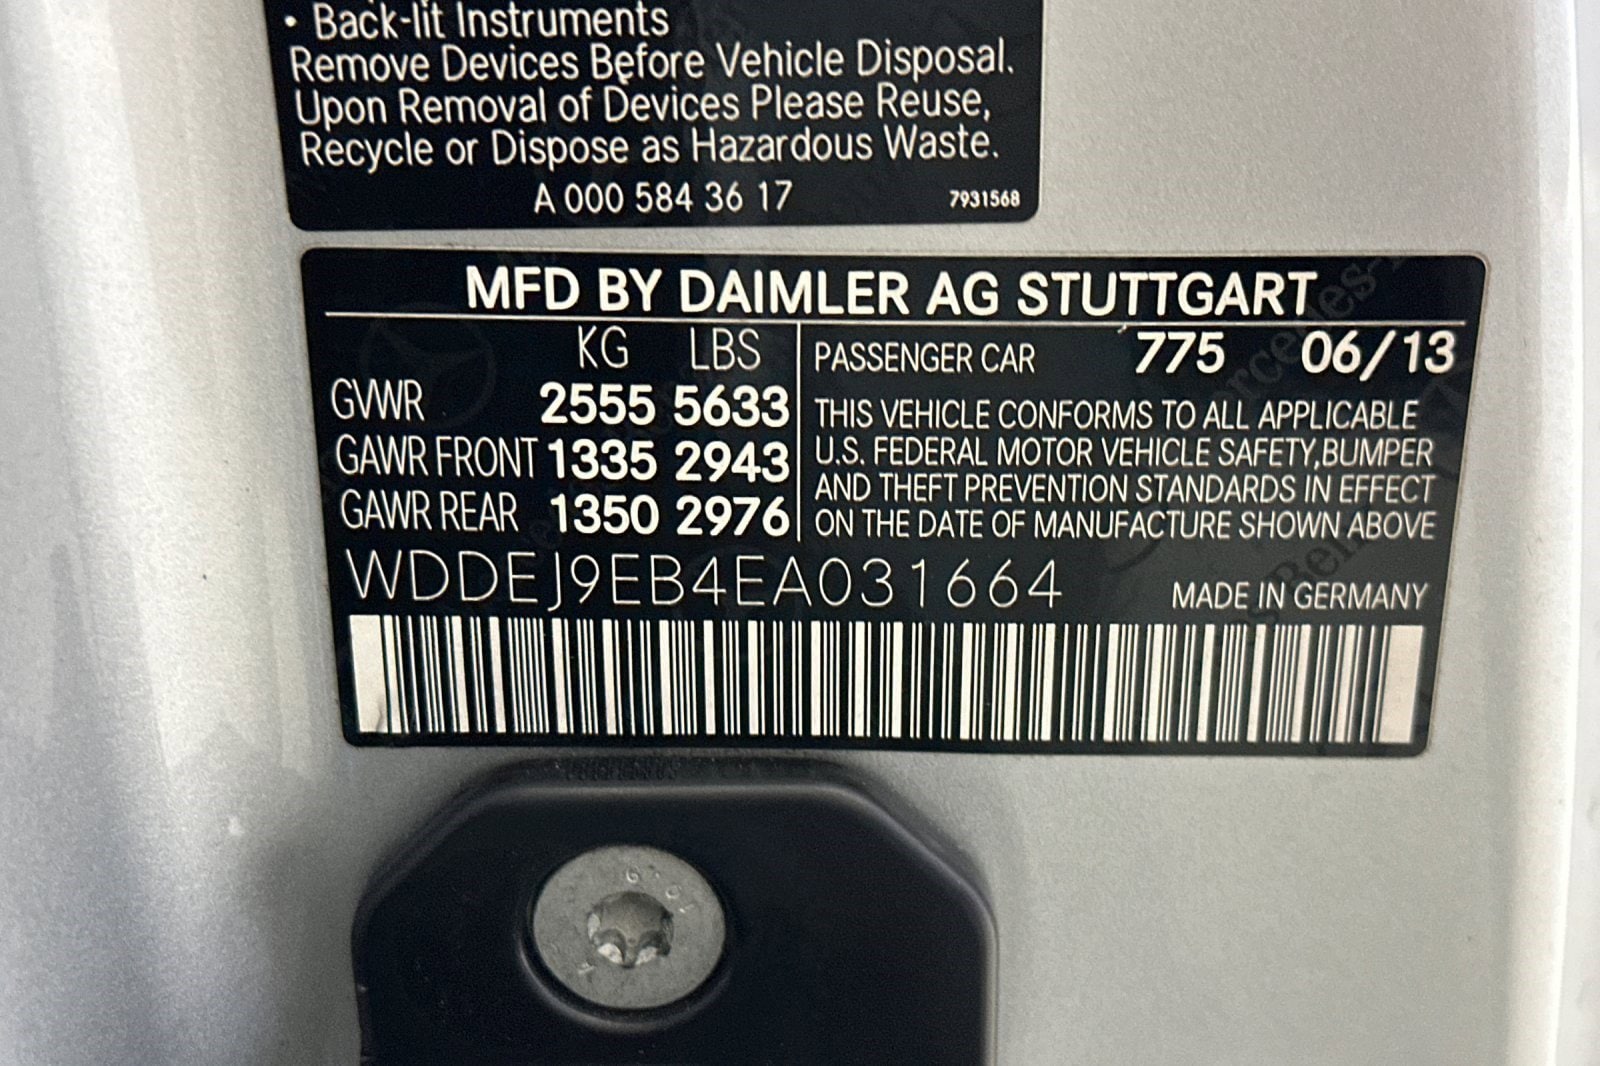 • Back-lit Instruments
Remove Devices Before Vehicle Disposal.
Upon Removal of Devices Please Reuse,
Recycle or Dispose as Hazardous Waste.
A 000 584 36 17 7931568
MFD BY DAIMLER AG STUTTGART
KG LBS
GVWR 2555 5633
GAWR FRONT 1335 2943
GAWR REAR 1350 2976
PASSENGER CAR 775 06/13
THIS VEHICLE CONFORMS TO ALL APPLICABLE
U.S. FEDERAL MOTOR VEHICLE SAFETY, BUMPER
AND THEFT PREVENTION STANDARDS IN EFFECT
ON THE DATE OF MANUFACTURE SHOWN ABOVE
WDDEJ9EB4EA031664
MADE IN GERMANY